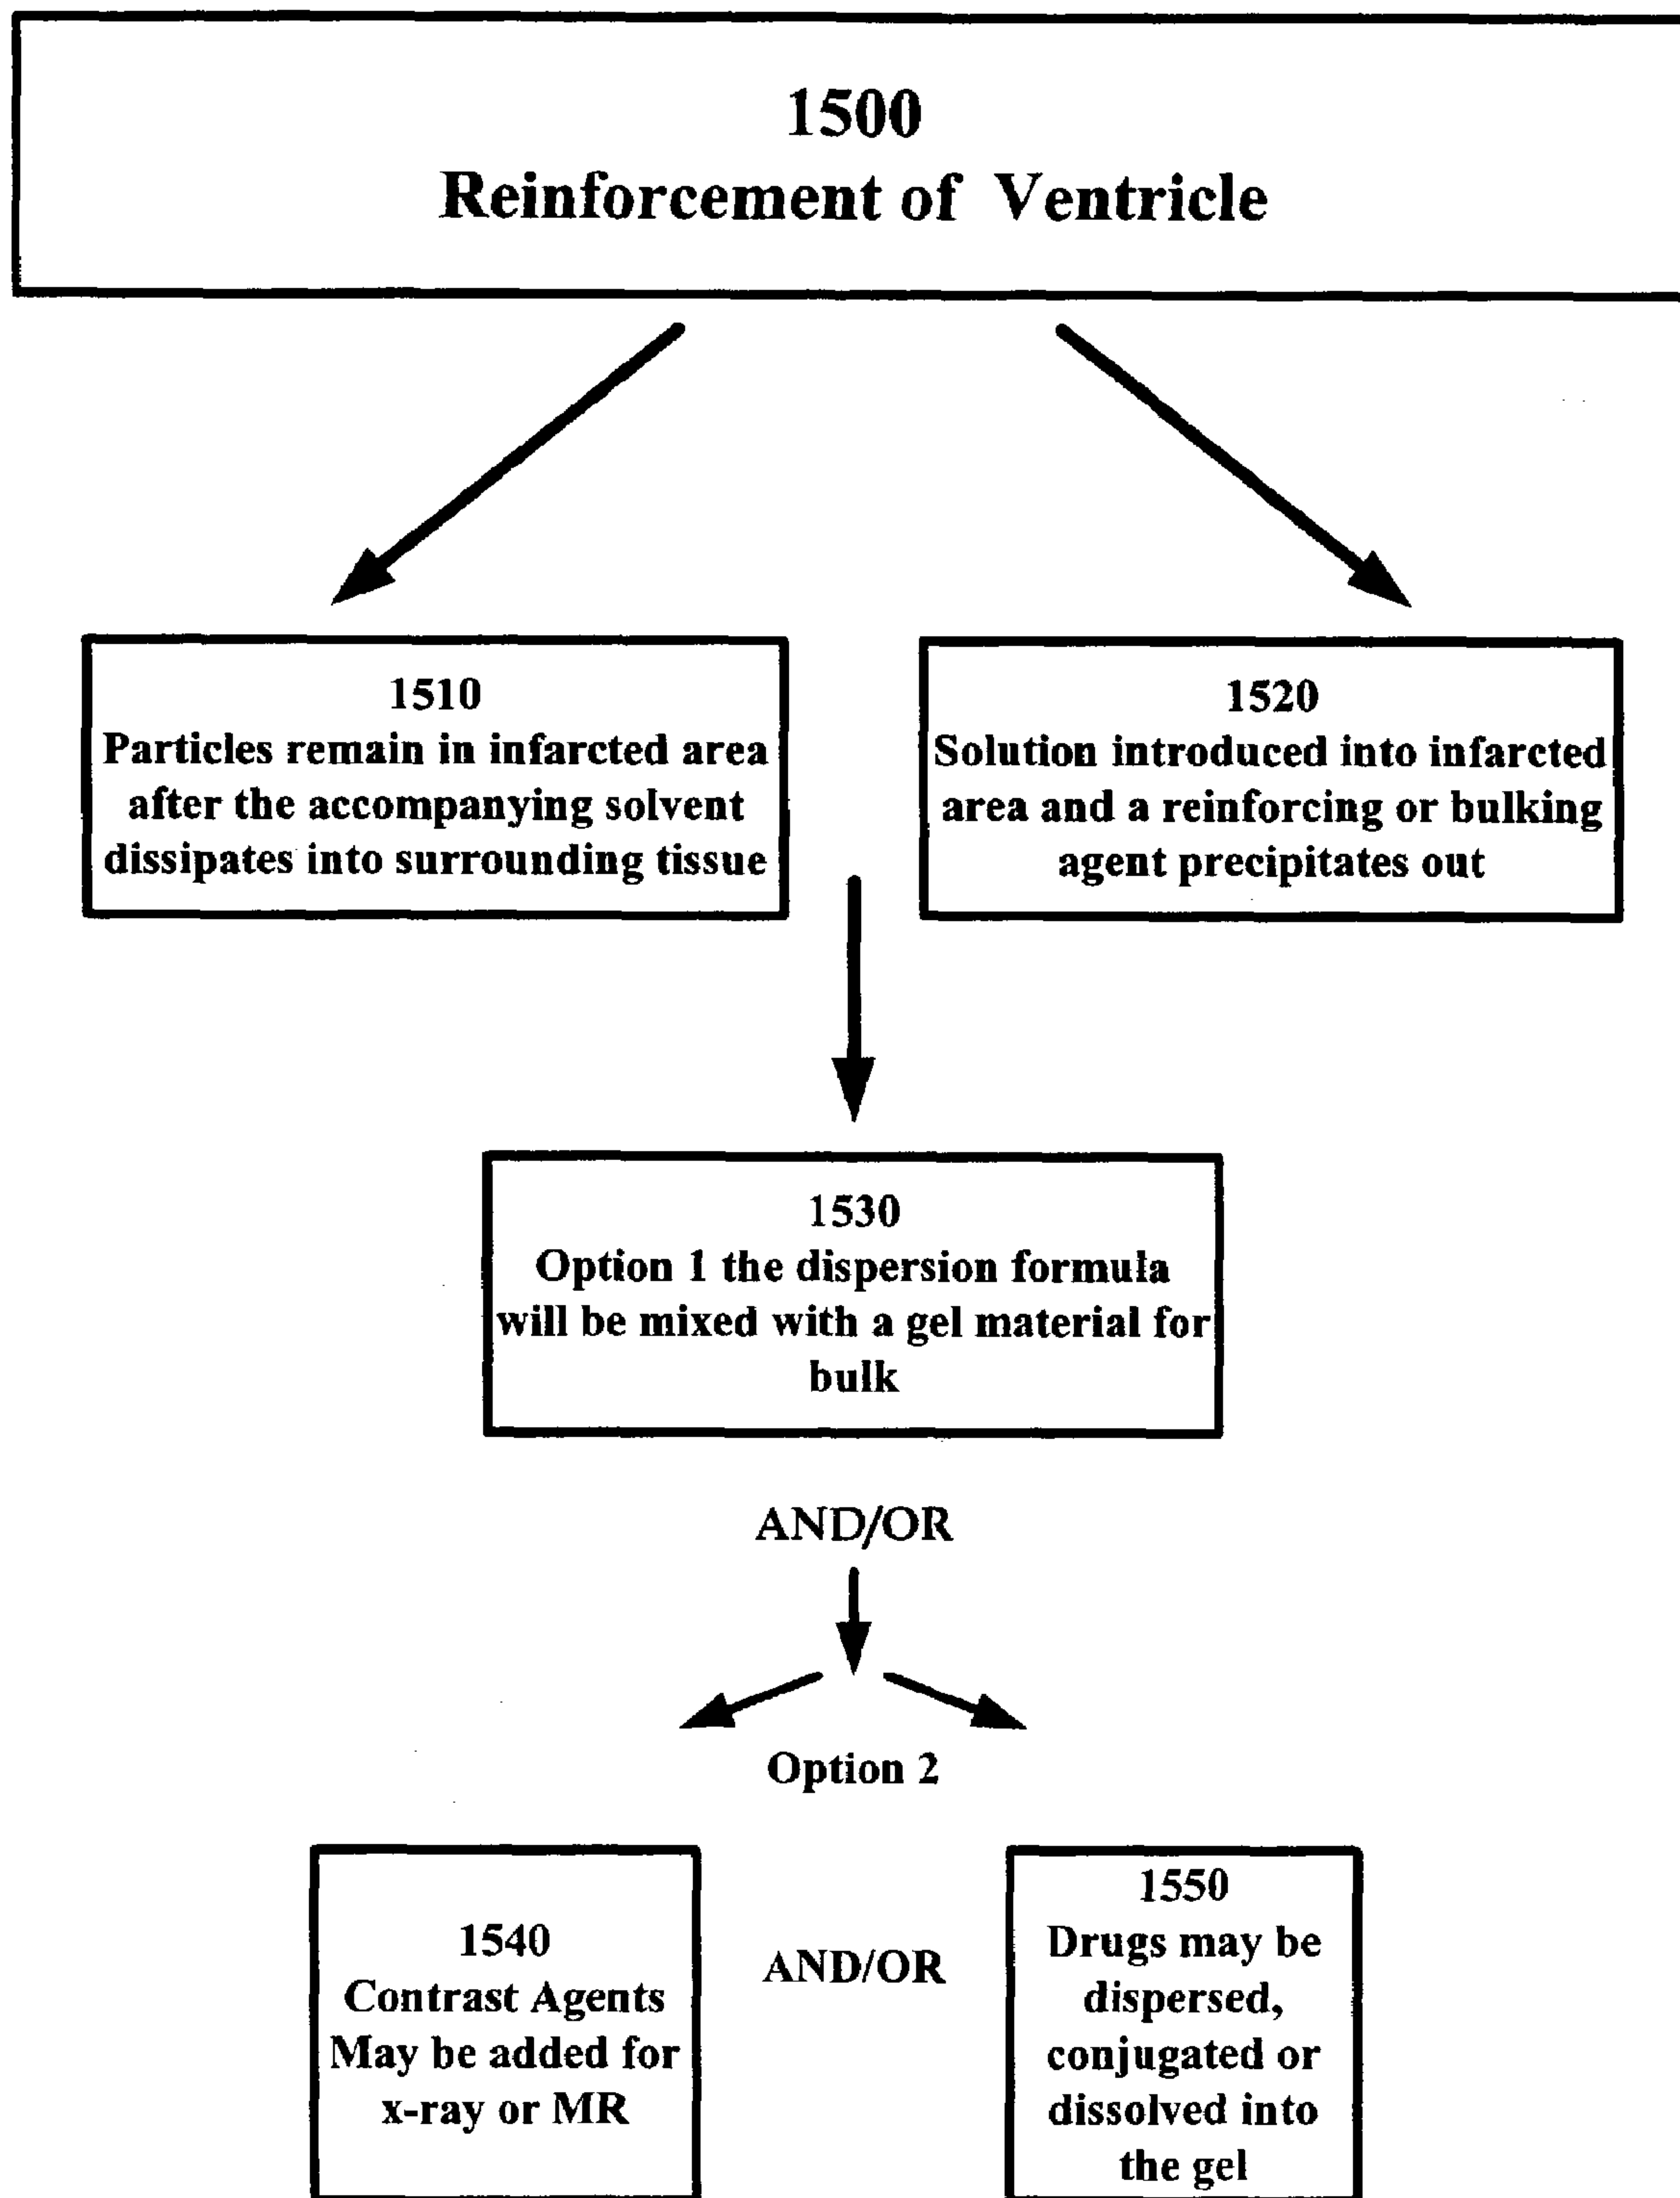 1500
Reinforcement of Ventricle
1510
Particles remain in infarcted area
after the accompanying solvent
dissipates into surrounding tissue
1520
Solution introduced into infarcted
area and a reinforcing or bulking
agent precipitates out
1530
Option 1 the dispersion formula
will be mixed with a gel material for
bulk
AND/OR
Option 2
1540
Contrast Agents
May be added for
x-ray or MR
AND/OR
1550
Drugs may be
dispersed,
conjugated or
dissolved into
the gel